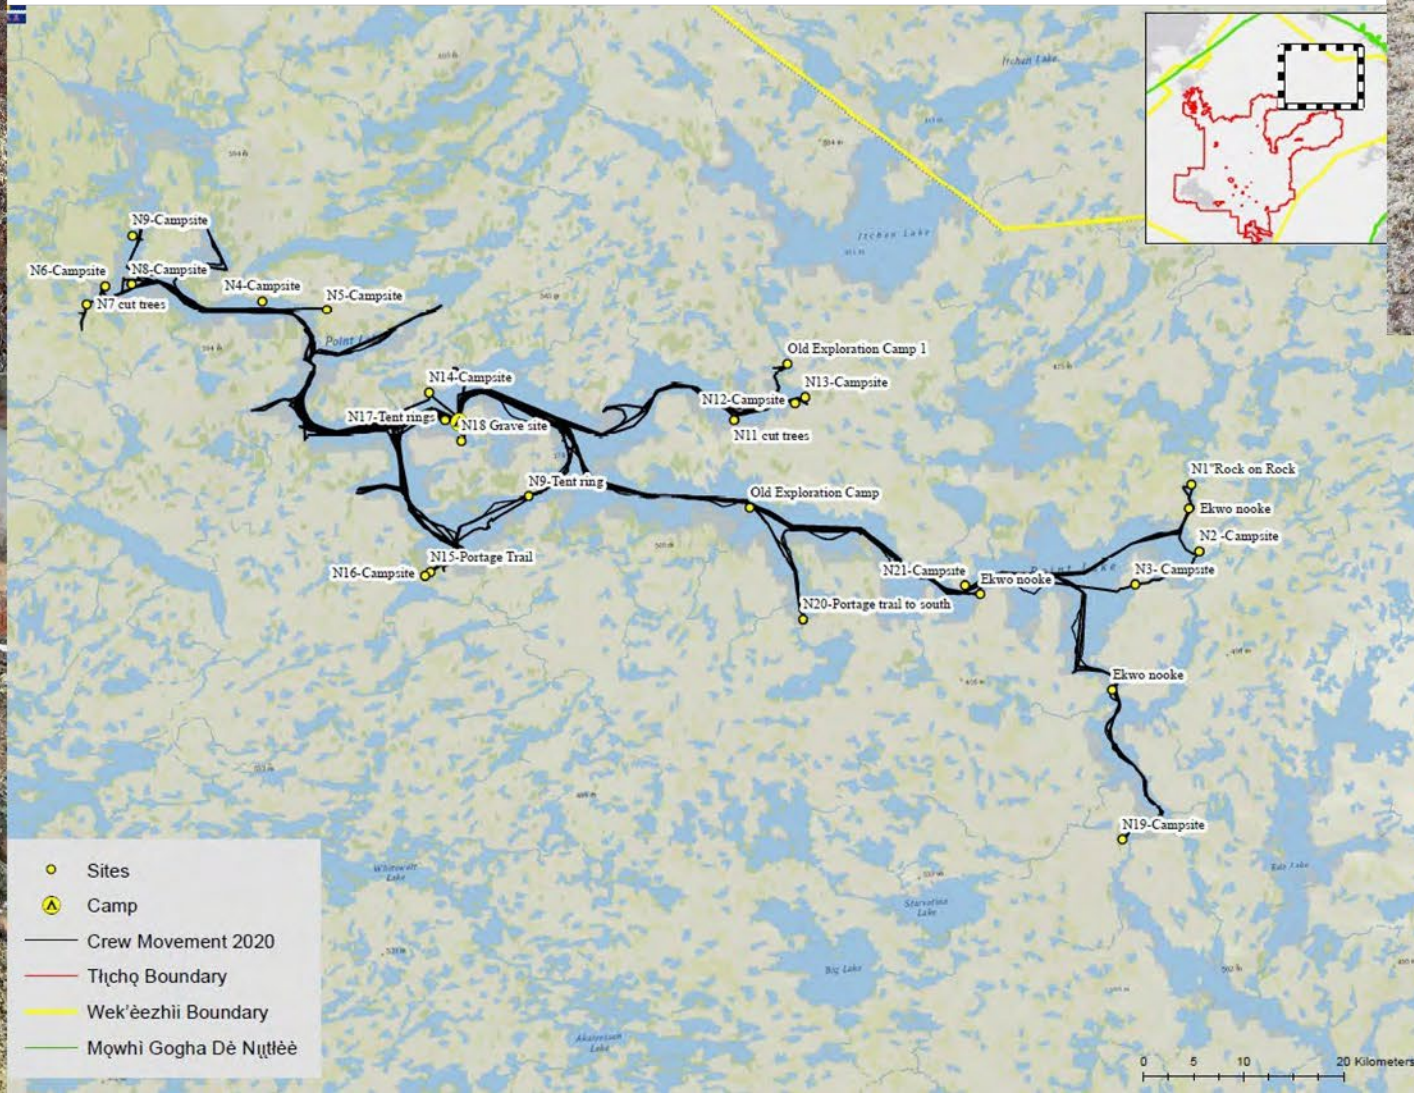 Itchen Lake
Itchen Lake
N9-Campsite
N6-Campsite
N8-Campsite
N7 cut trees
N4-Campsite
N5-Campsite
Point
Old Exploration Camp 1
N14-Campsite
N13-Campsite
N12-Campsite
N17-Tent rings
N18 Grave site
N11 cut trees
N1"Rock on Rock
N9-Tent ring
Old Exploration Camp
Ekwo nooke
N2 -Campsite
N15-Portage Trail
N16-Campsite
N21-Campsite
Point Lake
N3- Campsite
Ekwo nooke
N20-Portage trail to south
Ekwo nooke
N19-Campsite
Starvation
Lake
Big Lake
Lake
Lake
Lake
Sites
Camp
Crew Movement 2020
Tłı̨chǫ Boundary
Wek'èezhìi Boundary
Mǫwhì Gogha Dè Nı̨ı̨tłèè
0 5 10 20 Kilometers